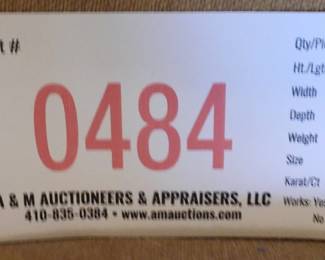 t #
0484
A & M AUCTIONEERS & APPRAISERS, LLC
410-835-0384 • www.amauctions.com
Qty/Pi
Ht./Lgt
Width
Depth
Weight
Size
Karat/Ct
Works: Yes
No